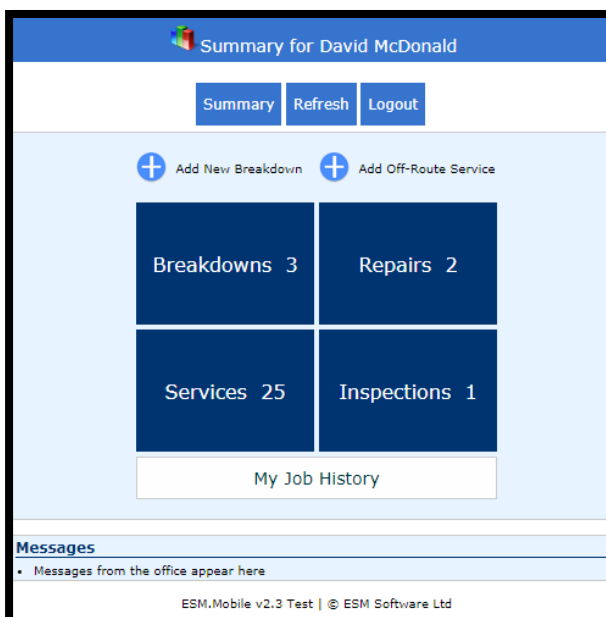 Summary for David McDonald
Summary Refresh Logout
Add New Breakdown Add Off-Route Service
Breakdowns 3 Repairs 2
Services 25 Inspections 1
My Job History
Messages
• Messages from the office appear here
ESM.Mobile v2.3 Test | © ESM Software Ltd